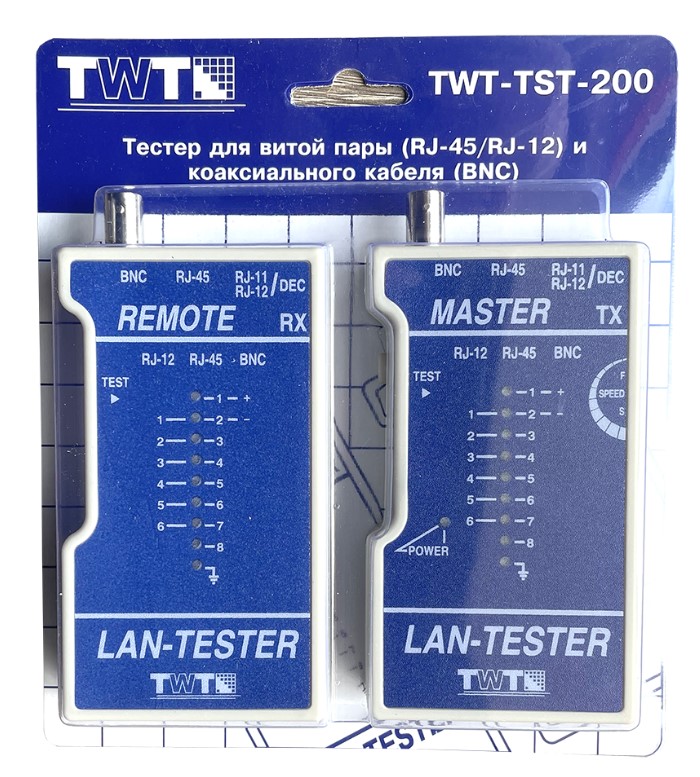 TWT
TWT-TST-200
Тестер для витой пары (RJ-45/RJ-12) и
коаксиального кабеля (BNC)
BNC RJ-45 RJ-11 RJ-12/DEC
REMOTE RX
RJ-12 RJ-45 BNC
TEST
1 +
1 2 -
2 3
3 4
4 5
5 6
6 7
8
LAN-TESTER
TWT
BNC RJ-45 RJ-11 RJ-12/DEC
MASTER TX
RJ-12 RJ-45 BNC
TEST
F
SPEED
S
1 +
1 2 -
2 3
3 4
4 5
5 6
6 7
POWER
8
LAN-TESTER
TWT
TESTER